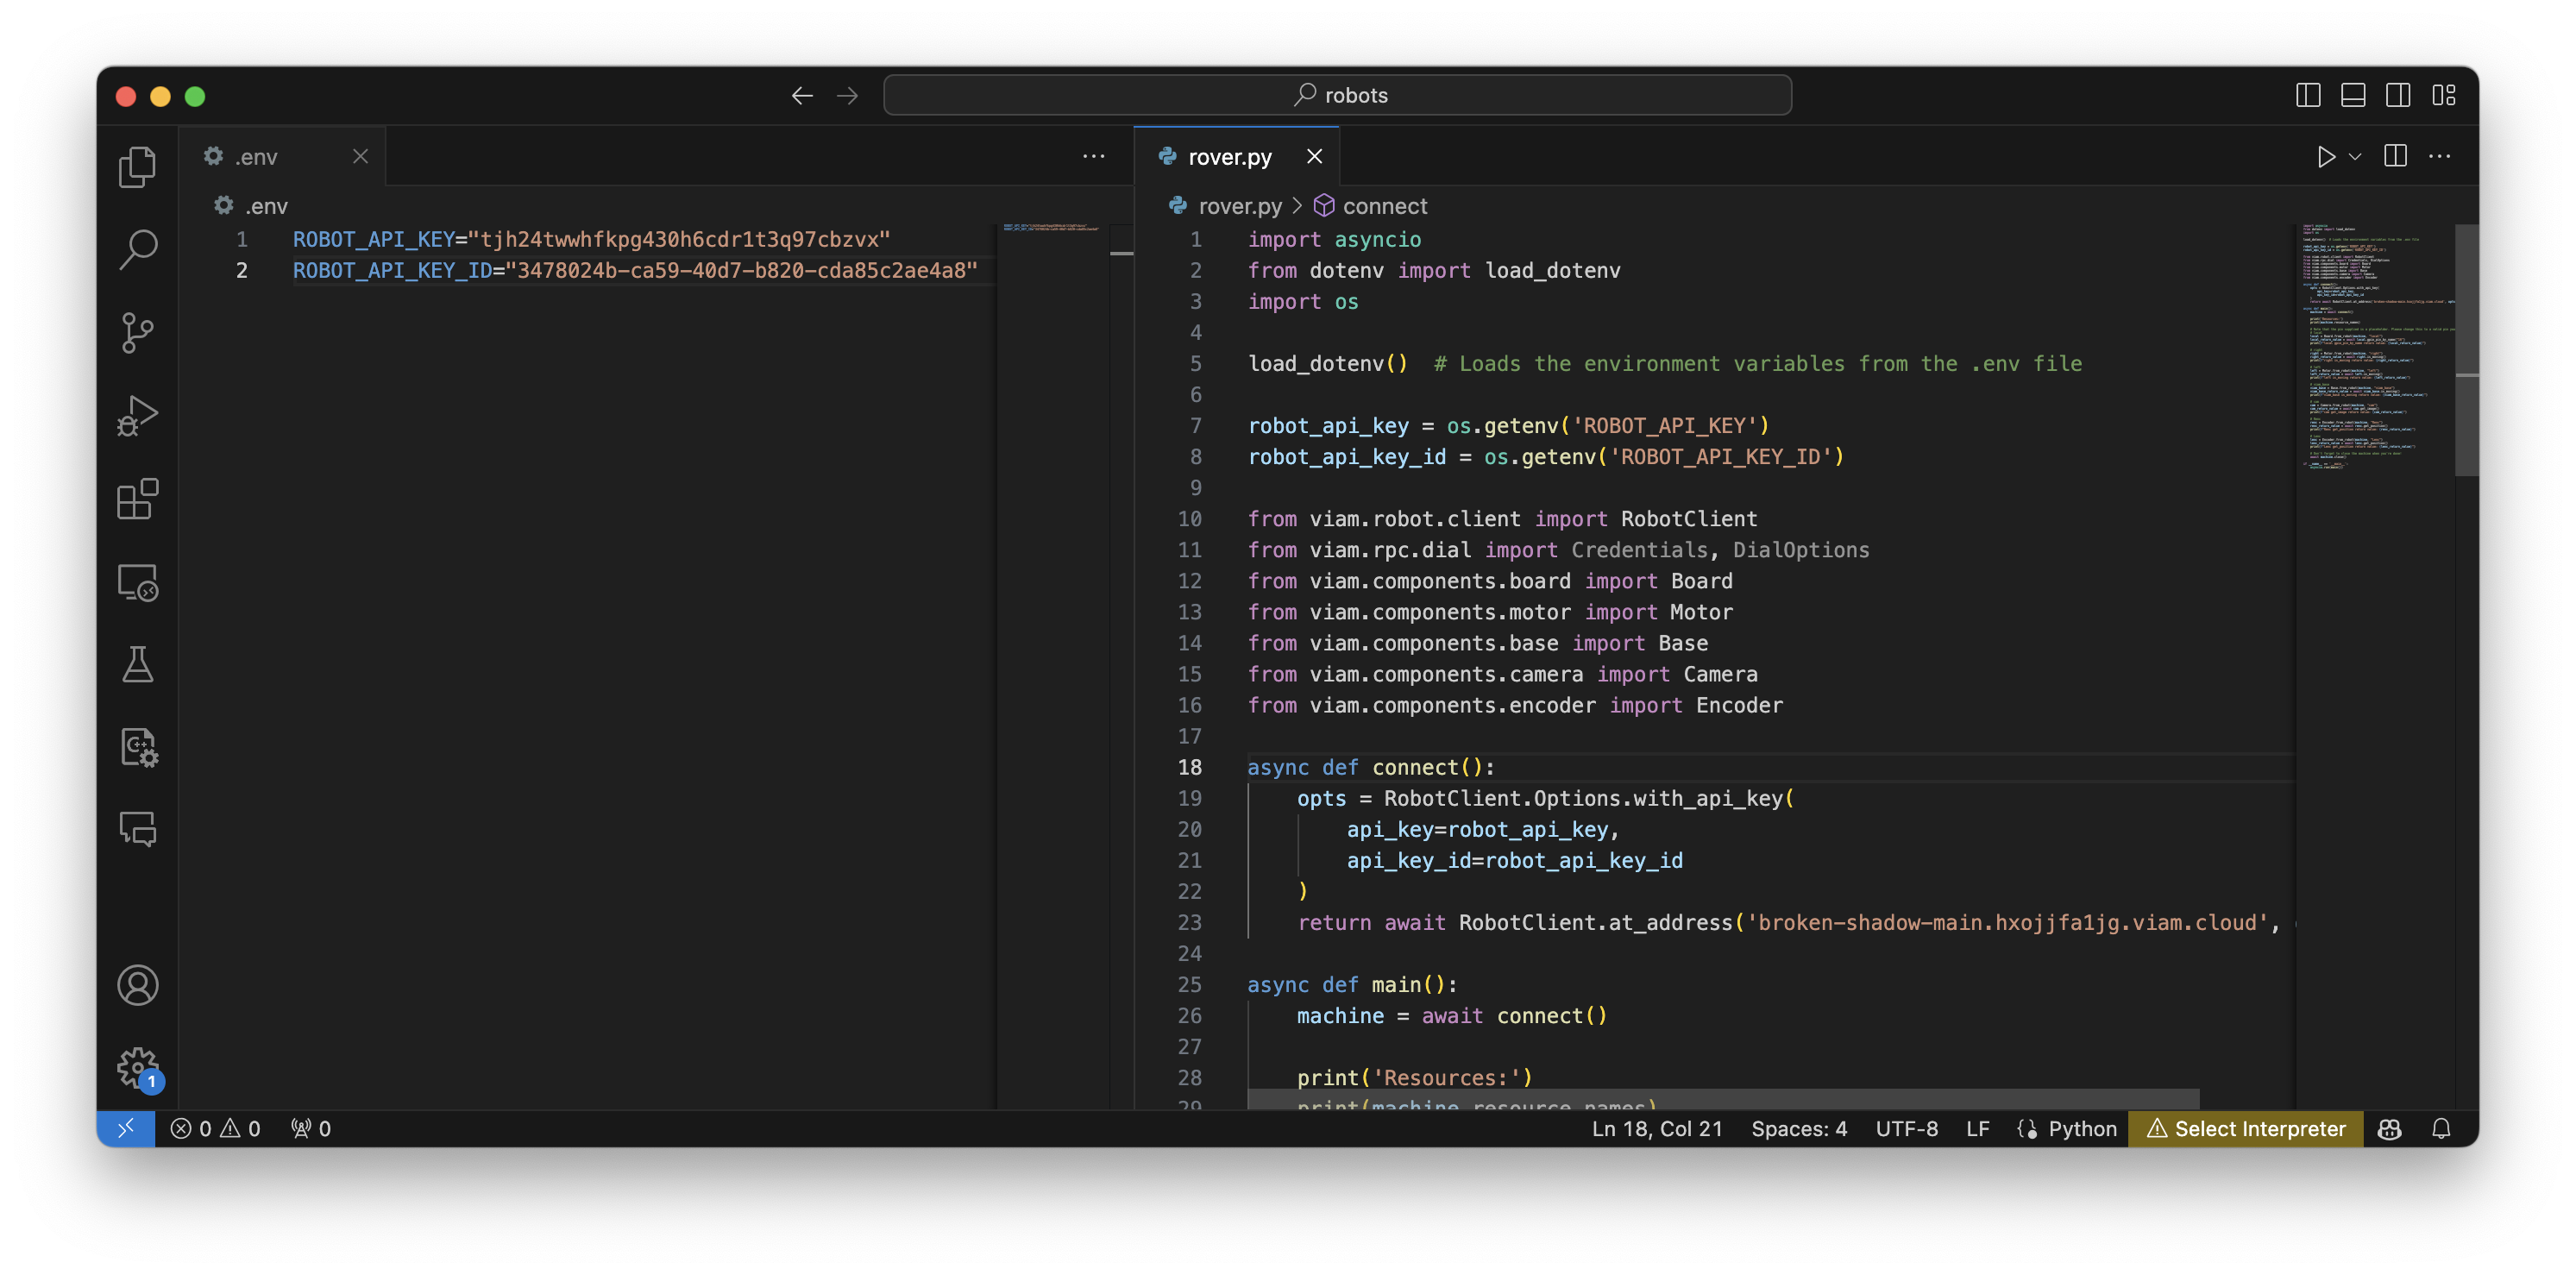 robots
.env
.env
1 ROBOT_API_KEY="tjh24twwhfkpg430h6cdr1t3q97cbzvx"
2 ROBOT_API_KEY_ID="3478024b-ca59-40d7-b820-cda85c2ae4a8"
rover.py
rover.py > connect
1 import asyncio
2 from dotenv import load_dotenv
3 import os
4
5 load_dotenv()  # Loads the environment variables from the .env file
6
7 robot_api_key = os.getenv('ROBOT_API_KEY')
8 robot_api_key_id = os.getenv('ROBOT_API_KEY_ID')
9
10 from viam.robot.client import RobotClient
11 from viam.rpc.dial import Credentials, DialOptions
12 from viam.components.board import Board
13 from viam.components.motor import Motor
14 from viam.components.base import Base
15 from viam.components.camera import Camera
16 from viam.components.encoder import Encoder
17
18 async def connect():
19     opts = RobotClient.Options.with_api_key(
20         api_key=robot_api_key,
21         api_key_id=robot_api_key_id
22     )
23     return await RobotClient.at_address('broken-shadow-main.hxojjfa1jg.viam.cloud',
24
25 async def main():
26     machine = await connect()
27
28     print('Resources:')
29     print(machine.resource_names)
1
0 0 0
Ln 18, Col 21 Spaces: 4 UTF-8 LF Python Select Interpreter